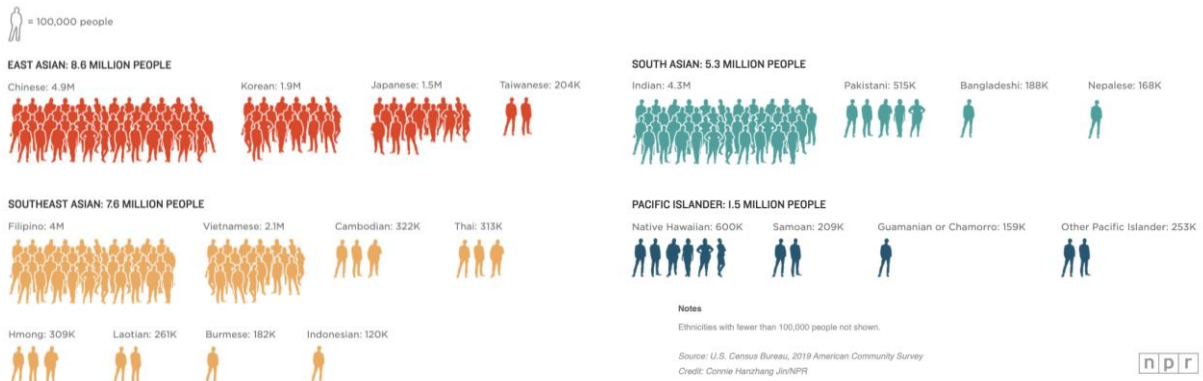 = 100,000 people
EAST ASIAN: 8.6 MILLION PEOPLE
Chinese: 4.9M
Korean: 1.9M
Japanese: 1.5M
Taiwanese: 204K
SOUTH ASIAN: 5.3 MILLION PEOPLE
Indian: 4.3M
Pakistani: 515K
Bangladeshi: 188K
Nepalese: 168K
SOUTHEAST ASIAN: 7.6 MILLION PEOPLE
Filipino: 4M
Vietnamese: 2.1M
Cambodian: 322K
Thai: 313K
Hmong: 309K
Laotian: 261K
Burmese: 182K
Indonesian: 120K
PACIFIC ISLANDER: 1.5 MILLION PEOPLE
Native Hawaiian: 600K
Samoan: 209K
Guamanian or Chamorro: 159K
Other Pacific Islander: 253K
Notes
Ethnicities with fewer than 100,000 people not shown.
Source: U.S. Census Bureau, 2019 American Community Survey
Credit: Connie Hanzhang Jin/NPR
npr